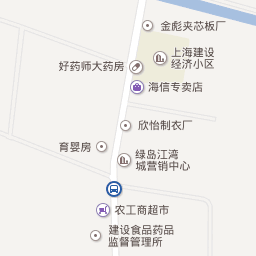 金彪夹芯板厂
上海建设
经济小区
好药师大药房
海信专卖店
欣怡制衣厂
育婴房
绿岛江湾
城营销中心
农工商超市
建设食品药品
监督管理所